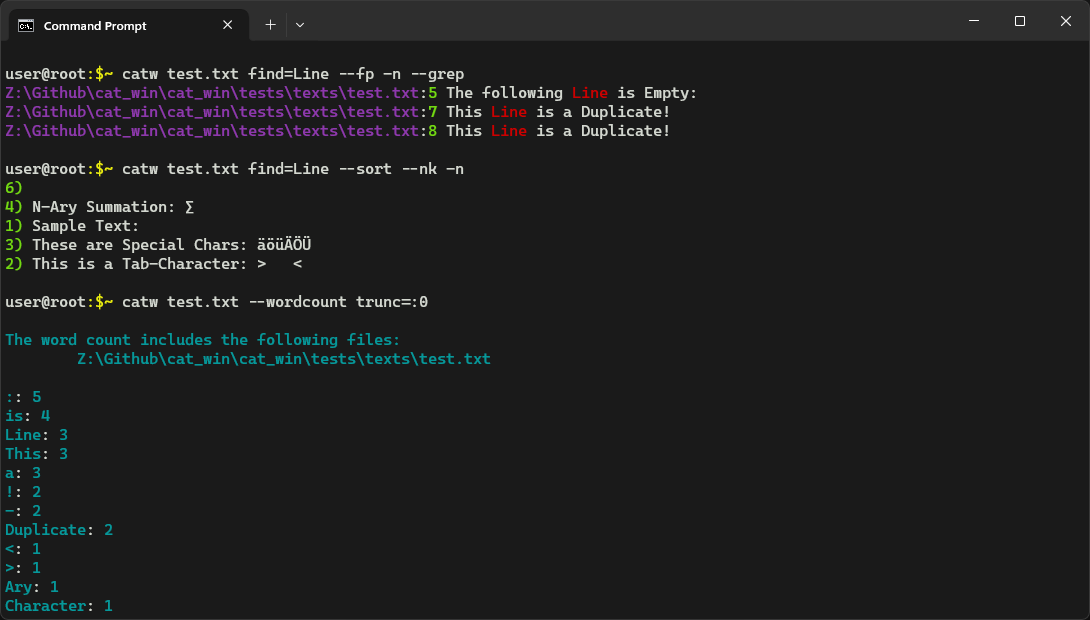 Command Prompt
user@root:$~ catw test.txt find=Line --fp -n --grep
Z:\Github\cat_win\cat_win\tests\texts\test.txt:5 The following Line is Empty:
Z:\Github\cat_win\cat_win\tests\texts\test.txt:7 This Line is a Duplicate!
Z:\Github\cat_win\cat_win\tests\texts\test.txt:8 This Line is a Duplicate!
user@root:$~ catw test.txt find=Line --sort --nk -n
6)
4) N-Ary Summation: ∑
1) Sample Text:
3) These are Special Chars: äöüÄÖÜ
2) This is a Tab-Character: >   <
user@root:$~ catw test.txt --wordcount trunc=:0
The word count includes the following files:
Z:\Github\cat_win\cat_win\tests\texts\test.txt
:: 5
is: 4
Line: 3
This: 3
a: 3
!: 2
-: 2
Duplicate: 2
<: 1
>: 1
Ary: 1
Character: 1